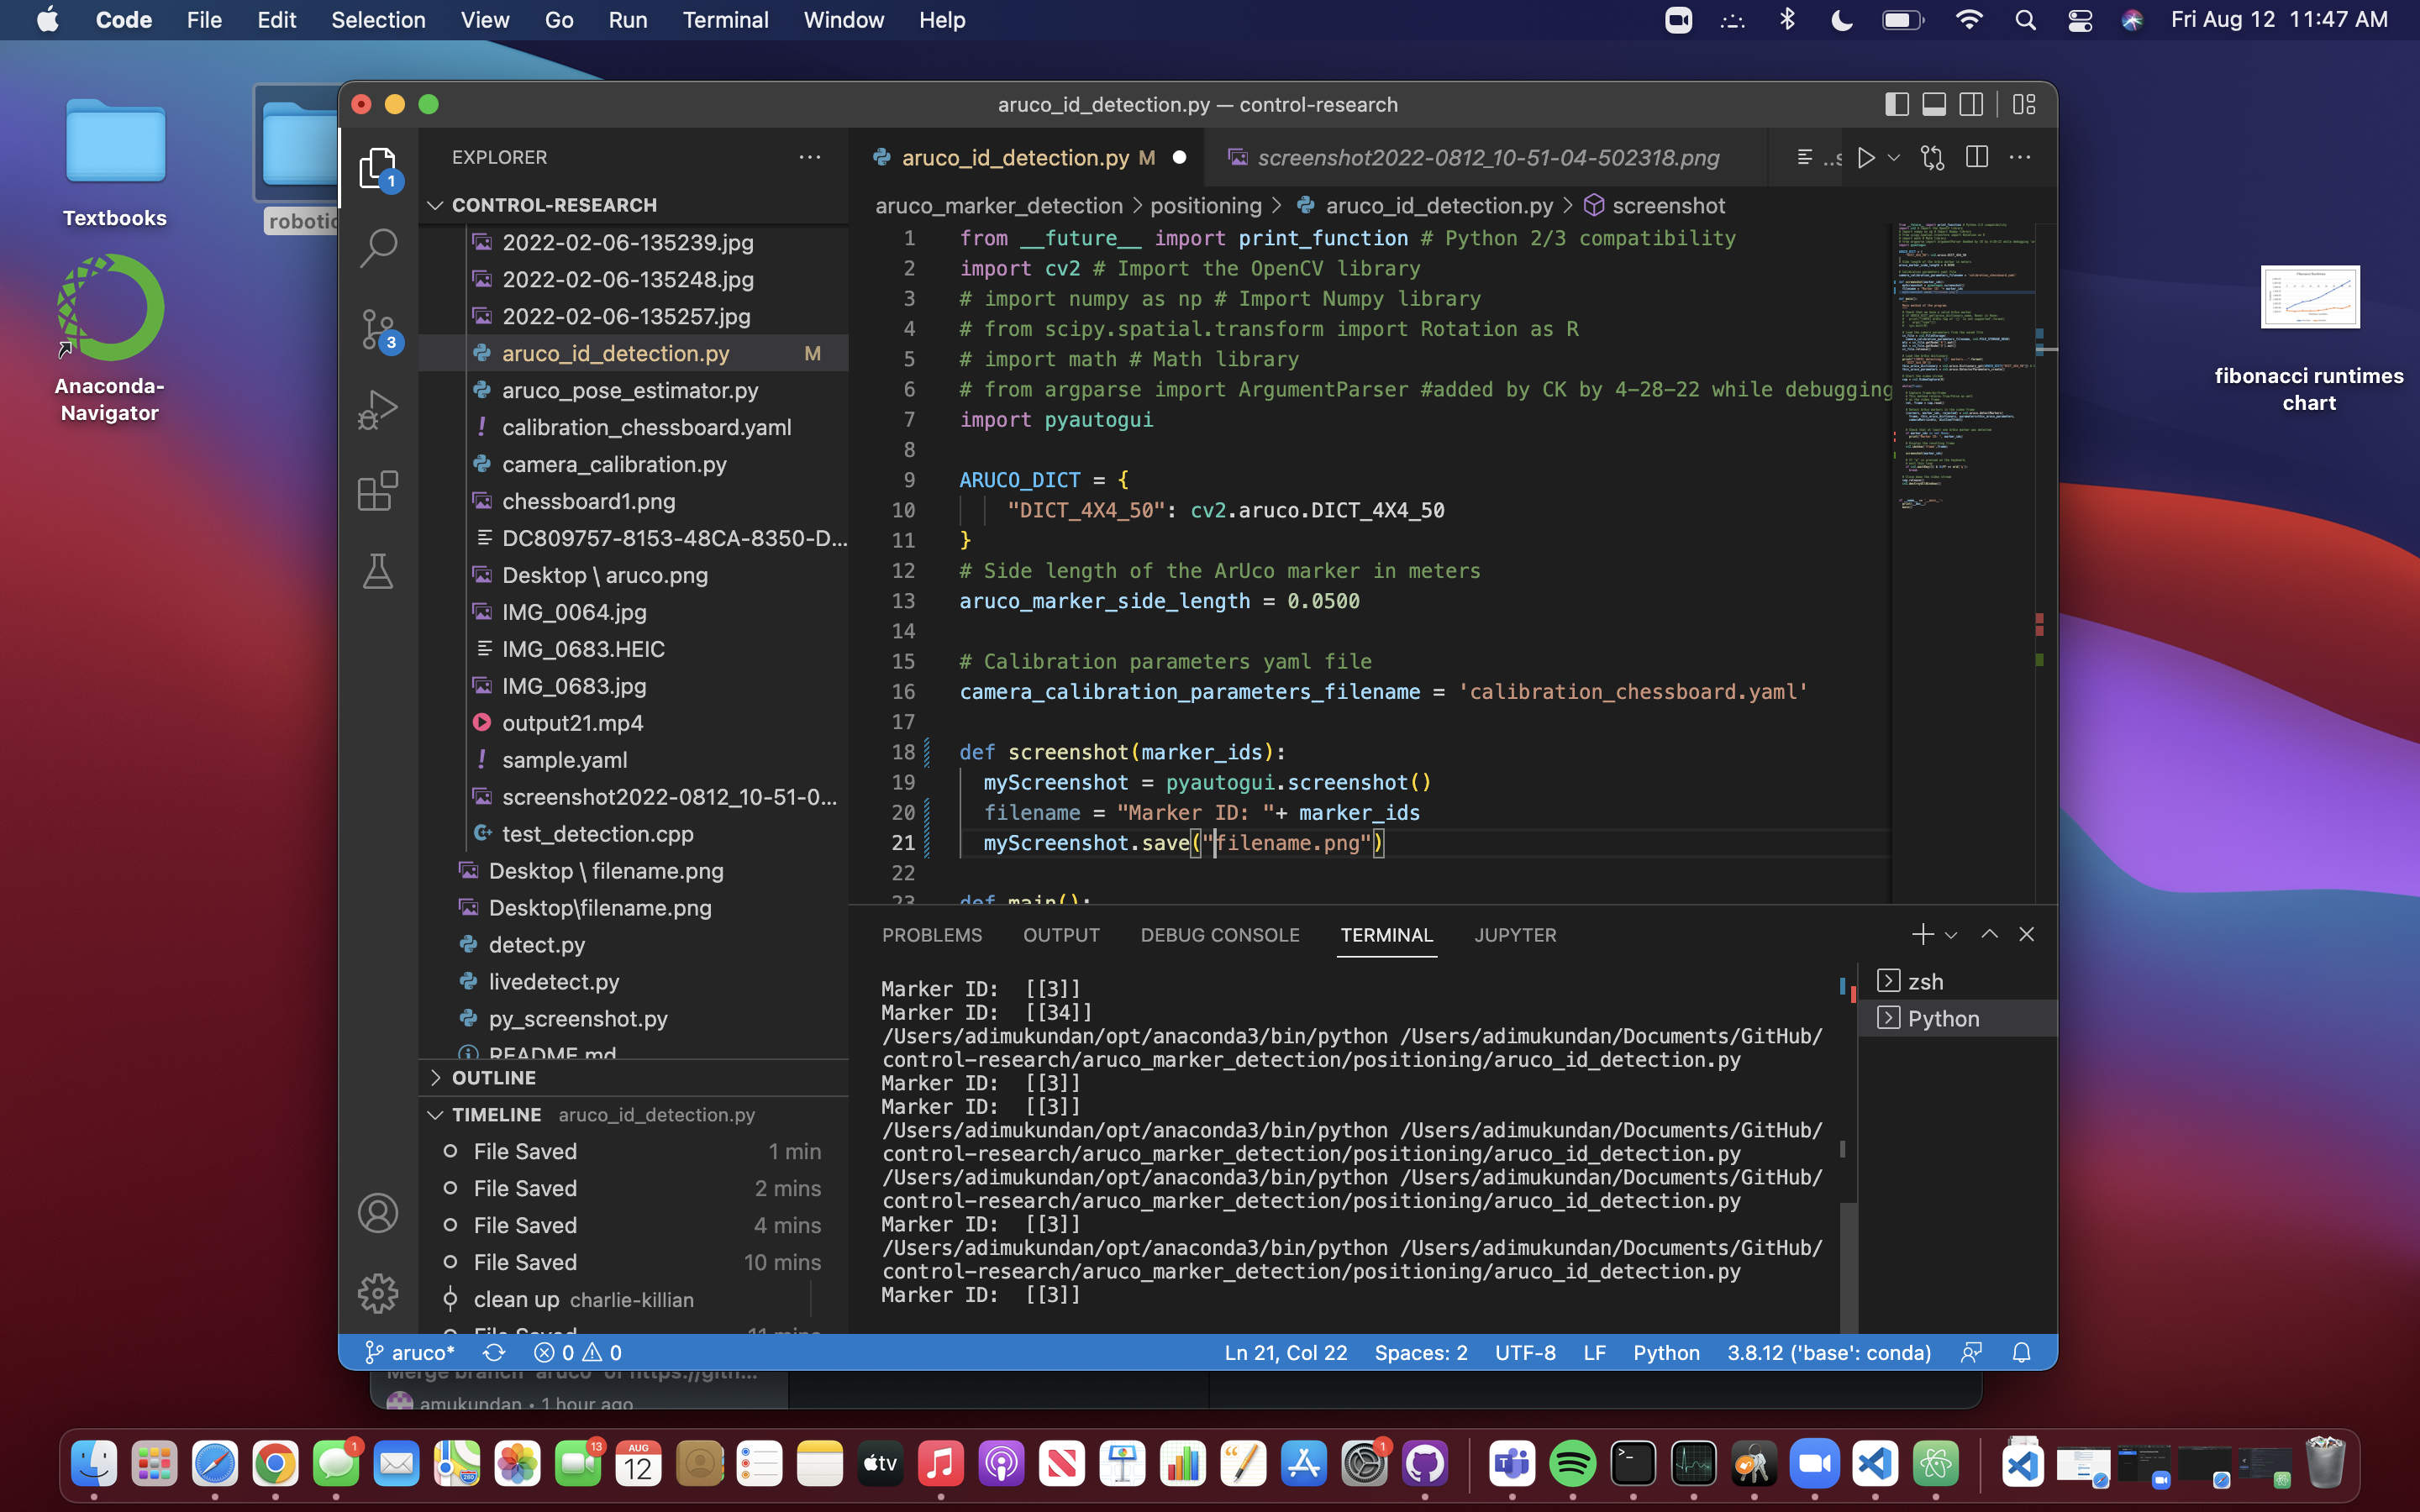 Code File Edit Selection View Go Run Terminal Window Help
Fri Aug 12 11:47 AM
Textbooks
Anaconda-
Navigator
fibonacci runtimes
chart
aruco_id_detection.py — control-research
EXPLORER
1
3
CONTROL-RESEARCH
2022-02-06-135239.jpg
2022-02-06-135248.jpg
2022-02-06-135257.jpg
aruco_id_detection.py M
aruco_pose_estimator.py
! calibration_chessboard.yaml
camera_calibration.py
chessboard1.png
DC809757-8153-48CA-8350-D...
Desktop \ aruco.png
IMG_0064.jpg
IMG_0683.HEIC
IMG_0683.jpg
output21.mp4
! sample.yaml
screenshot2022-0812_10-51-0...
test_detection.cpp
Desktop \ filename.png
Desktop\filename.png
detect.py
livedetect.py
py_screenshot.py
README.md
OUTLINE
TIMELINE aruco_id_detection.py
File Saved 1 min
File Saved 2 mins
File Saved 4 mins
File Saved 10 mins
clean up charlie-killian
File Saved 11 mins
aruco_id_detection.py M
screenshot2022-0812_10-51-04-502318.png
..s
aruco_marker_detection > positioning > aruco_id_detection.py > screenshot
1 from __future__ import print_function # Python 2/3 compatibility
2 import cv2 # Import the OpenCV library
3 # import numpy as np # Import Numpy library
4 # from scipy.spatial.transform import Rotation as R
5 # import math # Math library
6 # from argparse import ArgumentParser #added by CK by 4-28-22 while debugging
7 import pyautogui
8
9 ARUCO_DICT = {
10 "DICT_4X4_50": cv2.aruco.DICT_4X4_50
11 }
12 # Side length of the ArUco marker in meters
13 aruco_marker_side_length = 0.0500
14
15 # Calibration parameters yaml file
16 camera_calibration_parameters_filename = 'calibration_chessboard.yaml'
17
18 def screenshot(marker_ids):
19 myScreenshot = pyautogui.screenshot()
20 filename = "Marker ID: "+ marker_ids
21 myScreenshot.save("filename.png")
22
23 def main():
PROBLEMS OUTPUT DEBUG CONSOLE TERMINAL JUPYTER
Marker ID: [[3]]
Marker ID: [[34]]
/Users/adimukundan/opt/anaconda3/bin/python /Users/adimukundan/Documents/GitHub/
control-research/aruco_marker_detection/positioning/aruco_id_detection.py
Marker ID: [[3]]
Marker ID: [[3]]
/Users/adimukundan/opt/anaconda3/bin/python /Users/adimukundan/Documents/GitHub/
control-research/aruco_marker_detection/positioning/aruco_id_detection.py
/Users/adimukundan/opt/anaconda3/bin/python /Users/adimukundan/Documents/GitHub/
control-research/aruco_marker_detection/positioning/aruco_id_detection.py
Marker ID: [[3]]
/Users/adimukundan/opt/anaconda3/bin/python /Users/adimukundan/Documents/GitHub/
control-research/aruco_marker_detection/positioning/aruco_id_detection.py
Marker ID: [[3]]
zsh
Python
aruco* 0 0
Ln 21, Col 22 Spaces: 2 UTF-8 LF Python 3.8.12 ('base': conda)
Merge branch 'aruco' of https://gith...
amukundan • 1 hour ago
1
13
AUG
12
tv
1